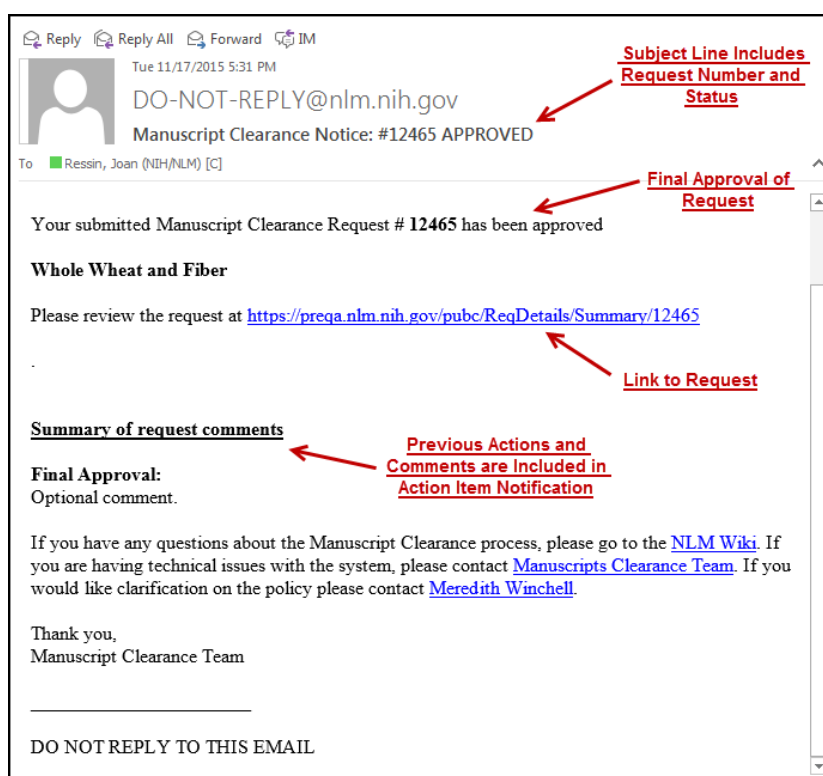 Reply Reply All Forward IM
Tue 11/17/2015 5:31 PM
DO-NOT-REPLY@nlm.nih.gov
Manuscript Clearance Notice: #12465 APPROVED
To Ressin, Joan (NIH/NLM) [C]
Subject Line Includes
Request Number and
Status
Final Approval of
Request
Your submitted Manuscript Clearance Request # 12465 has been approved
Whole Wheat and Fiber
Please review the request at https://preqa.nlm.nih.gov/pubc/ReqDetails/Summary/12465
Link to Request
.
Summary of request comments
Previous Actions and
Comments are Included in
Action Item Notification
Final Approval:
Optional comment.
If you have any questions about the Manuscript Clearance process, please go to the NLM Wiki. If
you are having technical issues with the system, please contact Manuscripts Clearance Team. If you
would like clarification on the policy please contact Meredith Winchell.
Thank you,
Manuscript Clearance Team
DO NOT REPLY TO THIS EMAIL